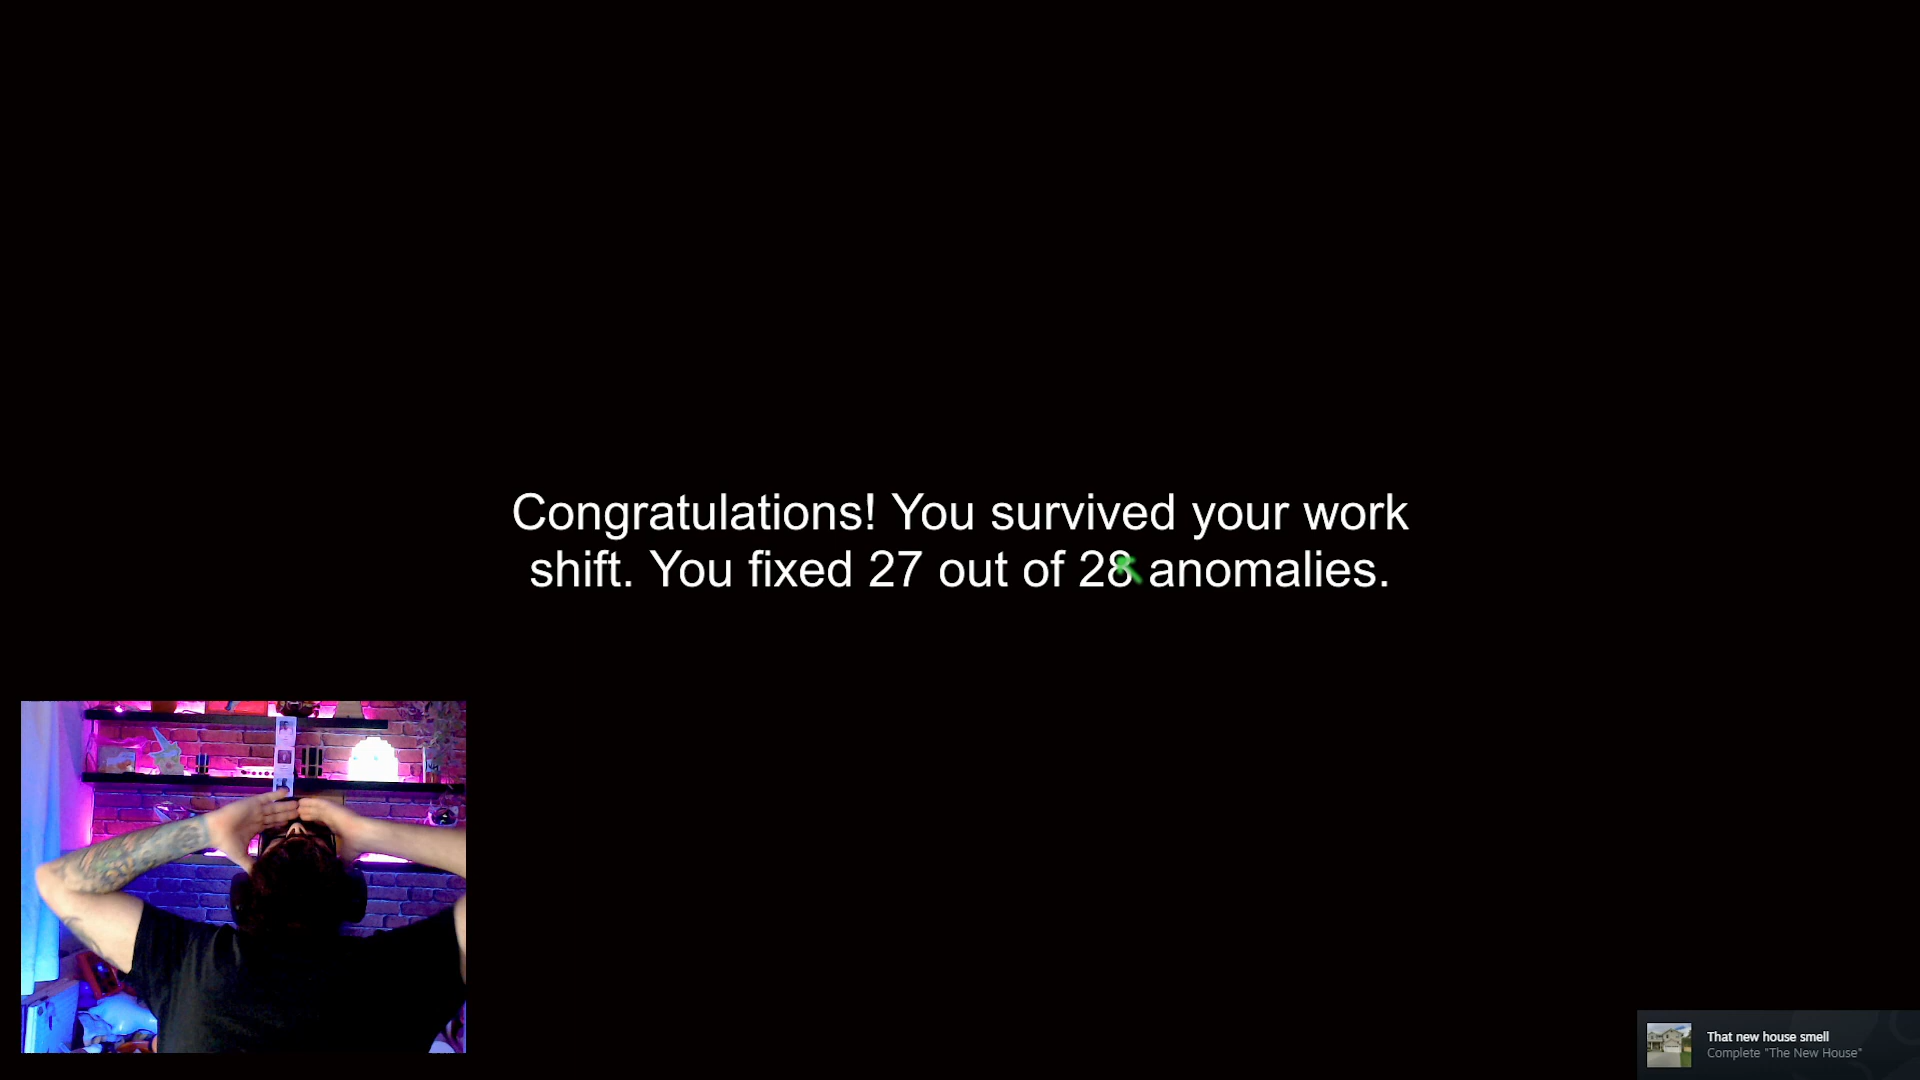 Congratulations! You survived your work
shift. You fixed 27 out of 28 anomalies.
That new house smell
Complete "The New House"